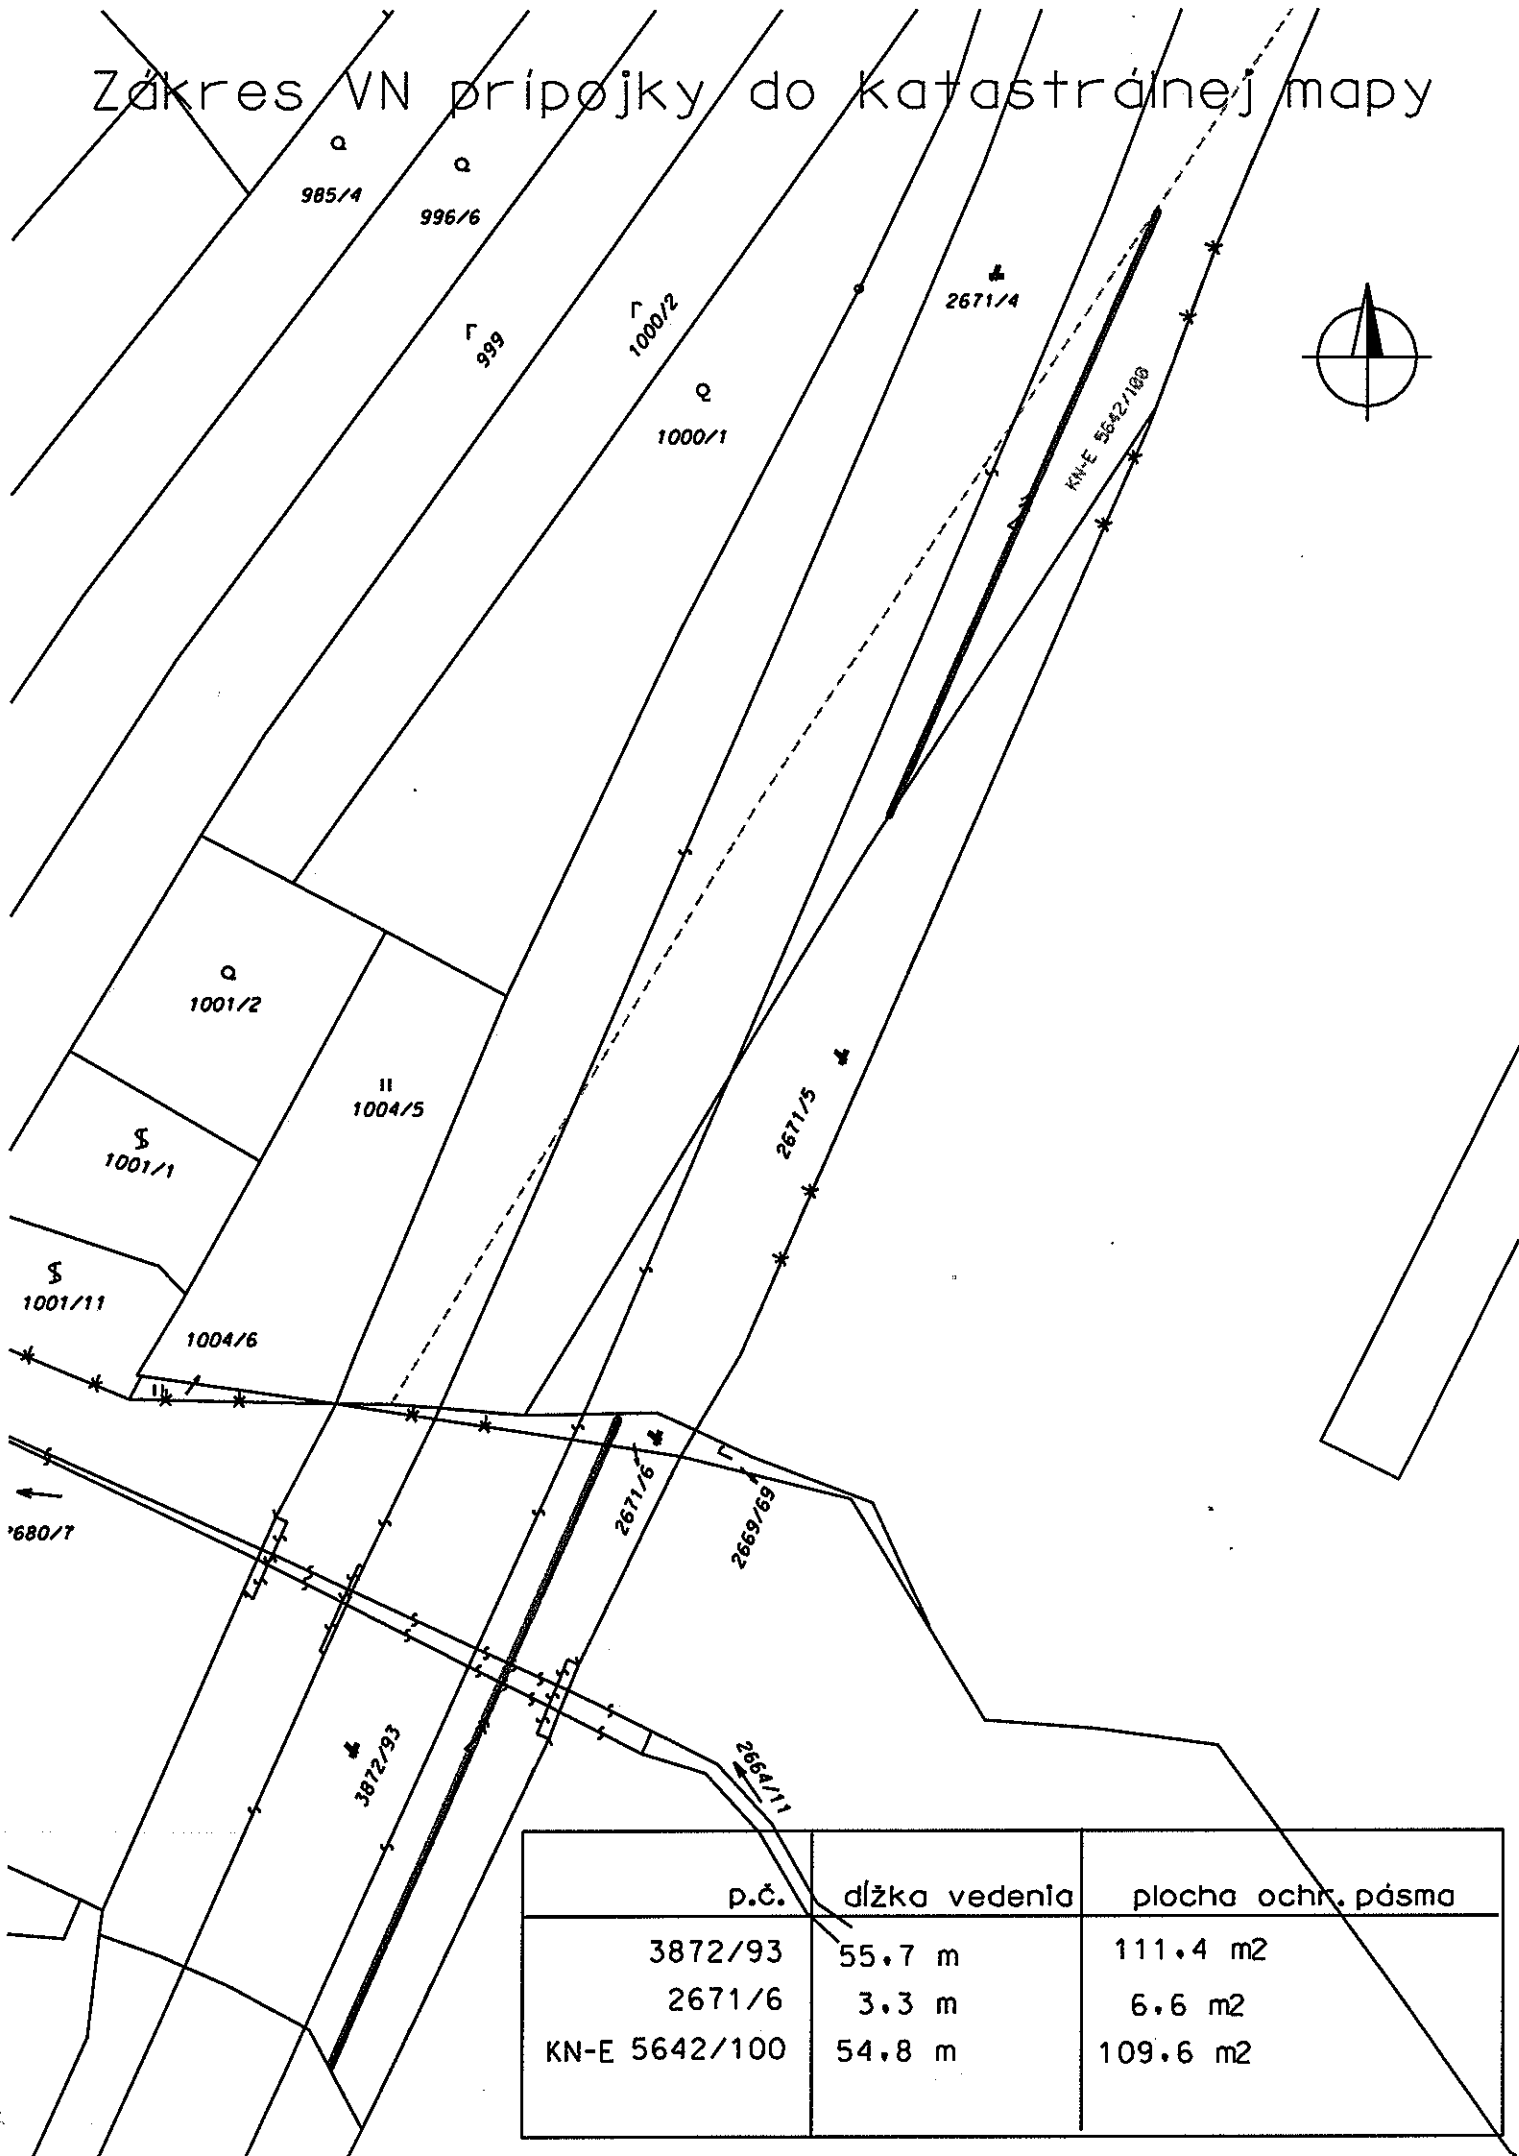 Zákres VN prípojky do katastrálnej mapy
985/4
996/6
999
1000/2
2671/4
1000/1
KN-E 5642/100
1001/2
1004/5
1001/1
2671/5
1001/11
1004/6
2671/6
2669/69
3872/93
2664/11
p.č. dĺžka vedenia plocha ochr. pásma
3872/93 55.7 m 111.4 m2
2671/6 3.3 m 6.6 m2
KN-E 5642/100 54.8 m 109.6 m2